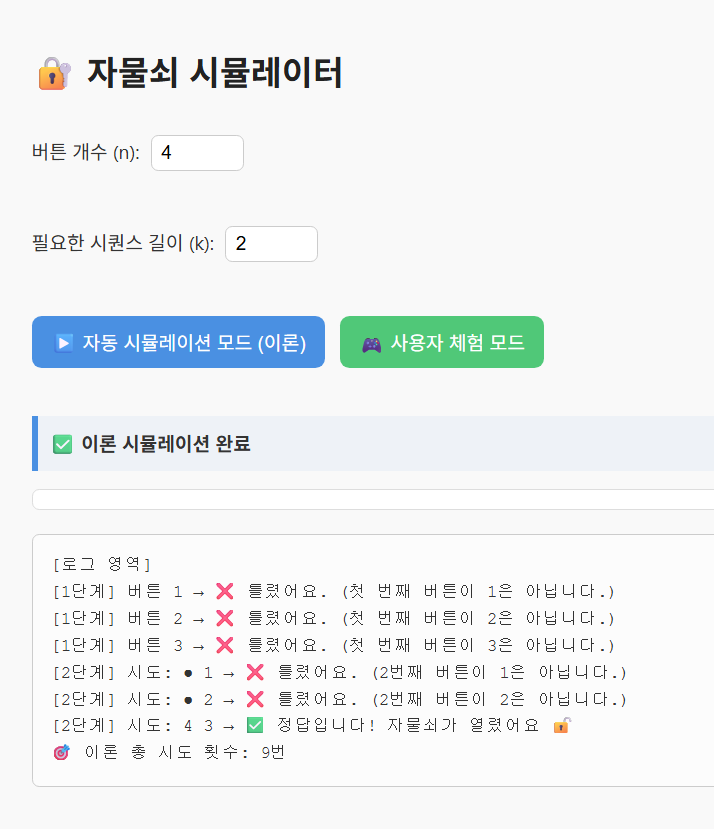 🔐 자물쇠 시뮬레이터
버튼 개수 (n): 4
필요한 시퀀스 길이 (k): 2
▶️ 자동 시뮬레이션 모드 (이론) 🎮 사용자 체험 모드
✅ 이론 시뮬레이션 완료
[로그 영역]
[1단계] 버튼 1 → ❌ 틀렸어요. (첫 번째 버튼이 1은 아닙니다.)
[1단계] 버튼 2 → ❌ 틀렸어요. (첫 번째 버튼이 2은 아닙니다.)
[1단계] 버튼 3 → ❌ 틀렸어요. (첫 번째 버튼이 3은 아닙니다.)
[2단계] 시도: ● 1 → ❌ 틀렸어요. (2번째 버튼이 1은 아닙니다.)
[2단계] 시도: ● 2 → ❌ 틀렸어요. (2번째 버튼이 2은 아닙니다.)
[2단계] 시도: 4 3 → ✅ 정답입니다! 자물쇠가 열렸어요 🔓
🎯 이론 총 시도 횟수: 9번